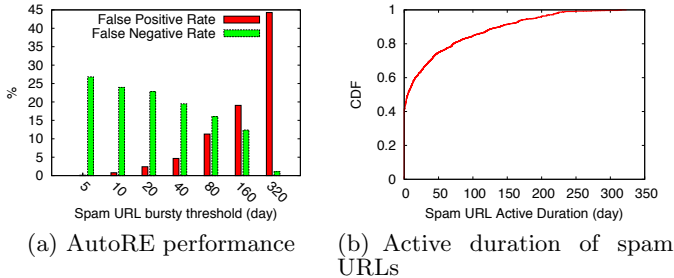 False Positive Rate
False Negative Rate
45
40
35
30
25
20
15
10
5
0
%
5
10
20
40
80
160
320
Spam URL bursty threshold (day)
(a) AutoRE performance
1
0.8
0.6
0.4
0.2
0
CDF
0 50 100 150 200 250 300 350
Spam URL Active Duration (day)
(b) Active duration of spam
URLs